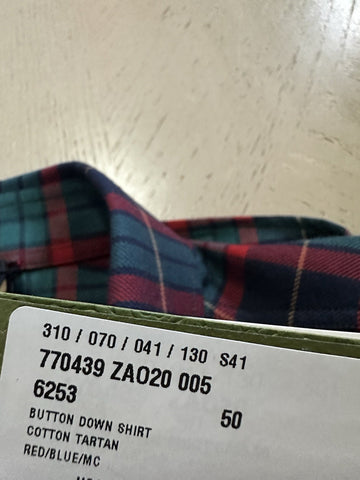 310 / 070 / 041 / 130 S41
770439 ZAO20 005
6253 50
BUTTON DOWN SHIRT
COTTON TARTAN
RED/BLUE/MC